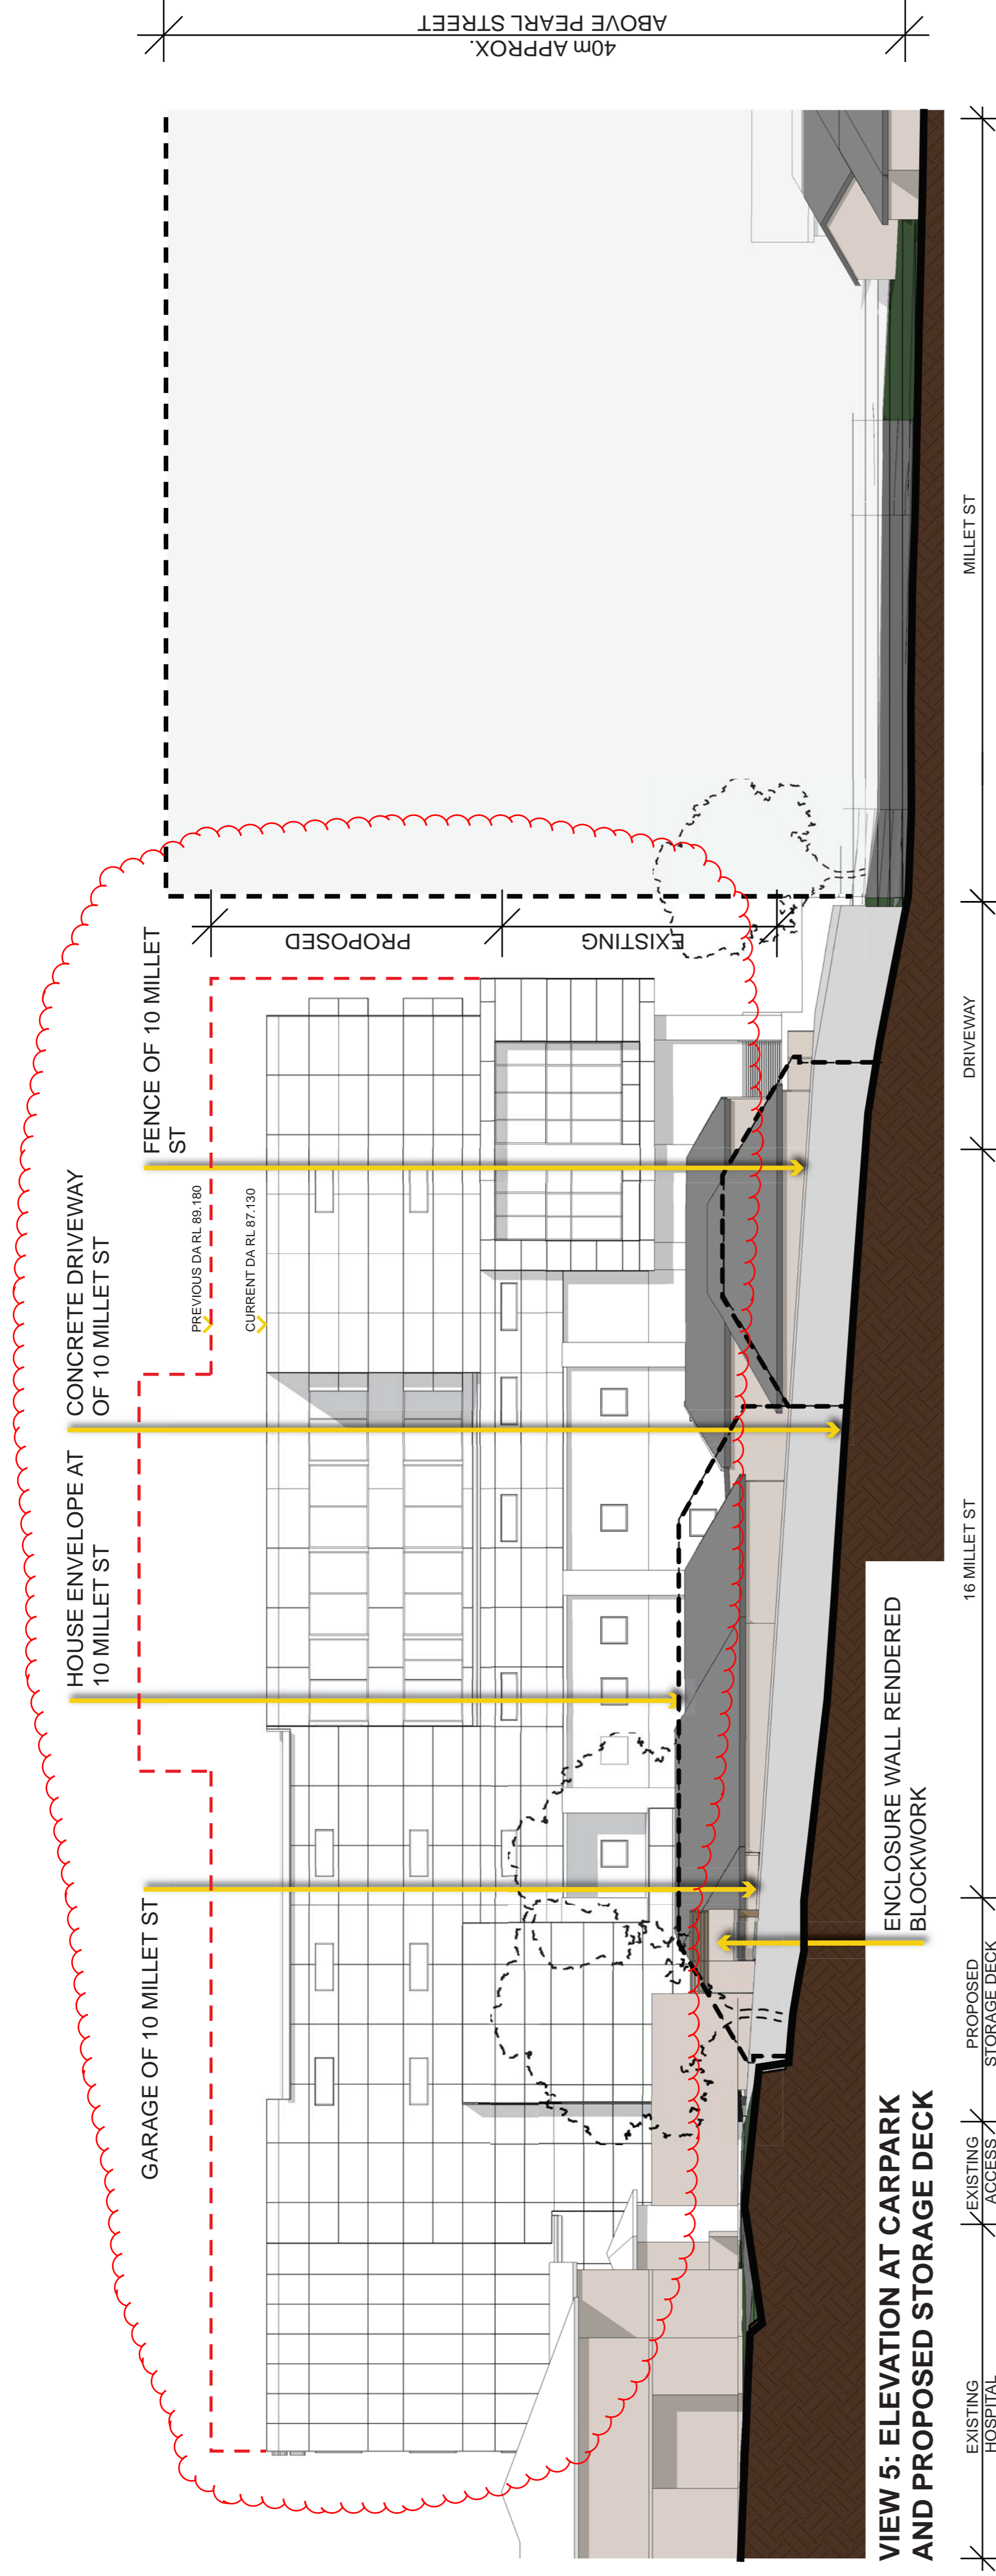 GARAGE OF 10 MILLET ST
HOUSE ENVELOPE AT
10 MILLET ST
CONCRETE DRIVEWAY
OF 10 MILLET ST
FENCE OF 10 MILLET
ST
PREVIOUS DA RL 89.180
CURRENT DA RL 87.130
PROPOSED
EXISTING
40m APPROX.
ABOVE PEARL STREET
ENCLOSURE WALL RENDERED
BLOCKWORK
VIEW 5: ELEVATION AT CARPARK
AND PROPOSED STORAGE DECK
EXISTING
HOSPITAL
EXISTING
ACCESS
PROPOSED
STORAGE DECK
16 MILLET ST
DRIVEWAY
MILLET ST